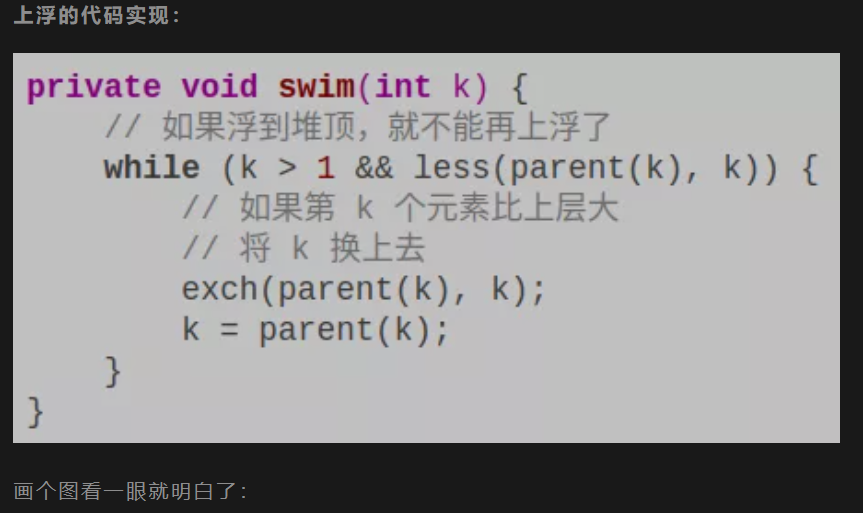 上浮的代码实现：
private void swim(int k) {
    // 如果浮到堆顶，就不能再上浮了
    while (k > 1 && less(parent(k), k)) {
        // 如果第 k 个元素比上层大
        // 将 k 换上去
        exch(parent(k), k);
        k = parent(k);
    }
}
画个图看一眼就明白了：